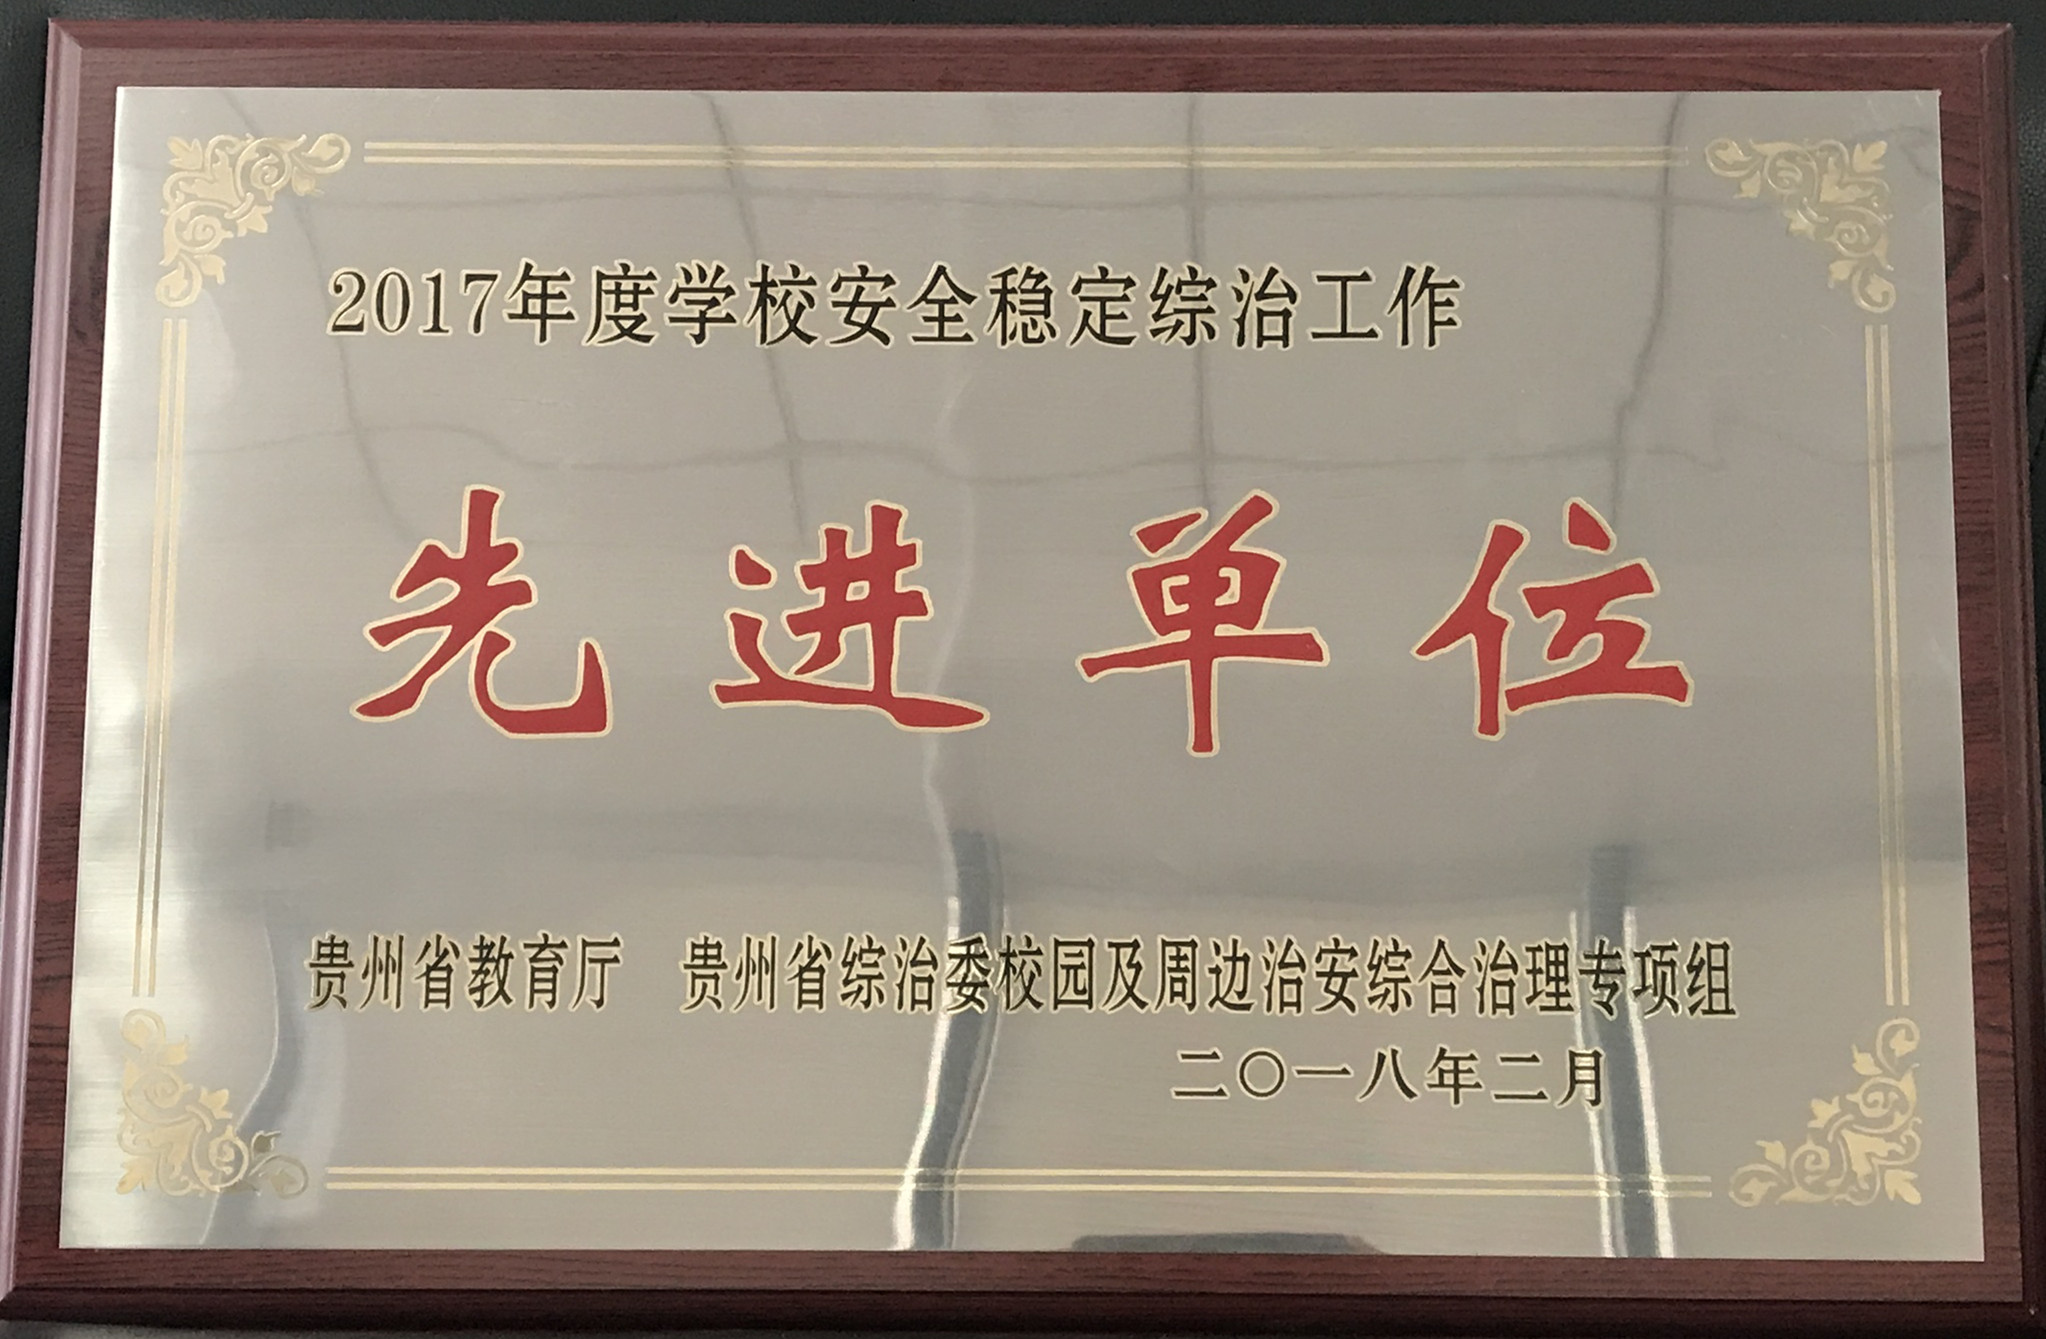 2017年度学校安全稳定综治工作
先进单位
贵州省教育厅 贵州省综治委校园及周边治安综合治理专项组
二〇一八年二月